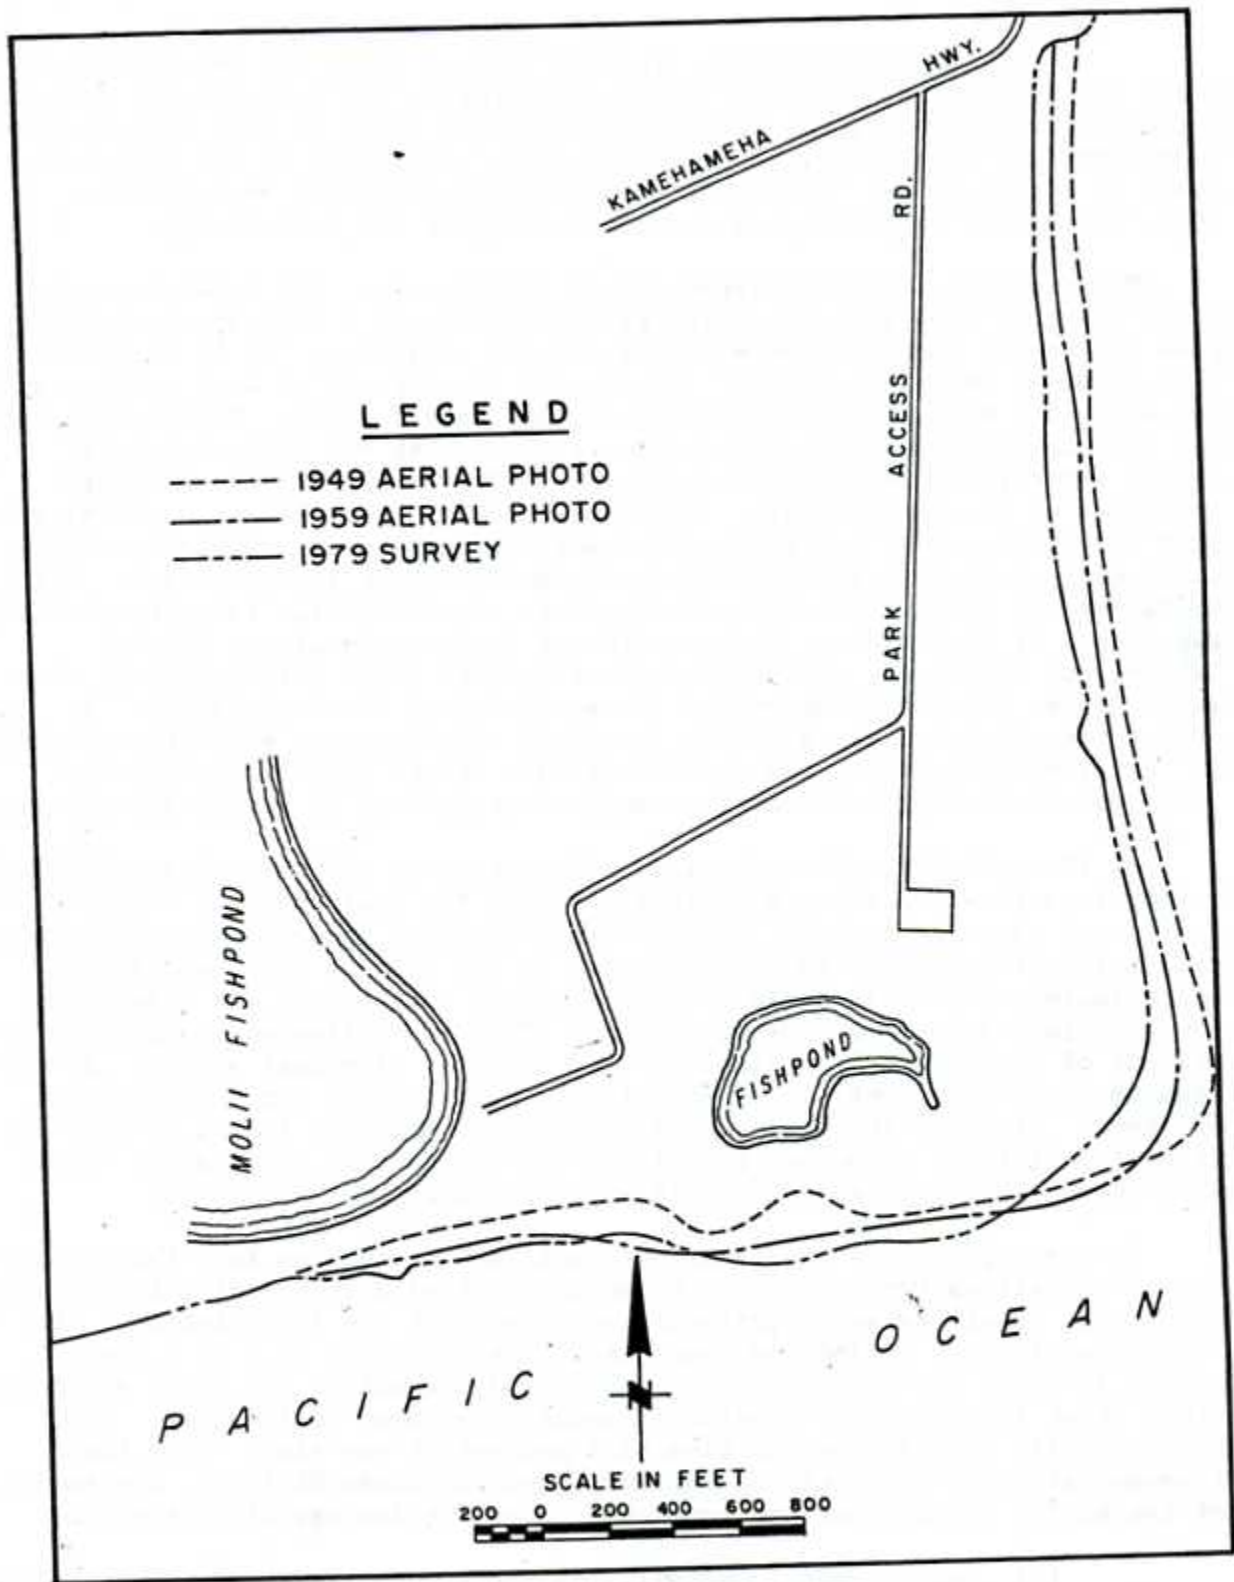 KAMEHAMEHA HWY.
PARK ACCESS RD.
LEGEND
1949 AERIAL PHOTO
1959 AERIAL PHOTO
1979 SURVEY
MOLII FISHPOND
FISHPOND
PACIFIC OCEAN
N
SCALE IN FEET
200 0 200 400 600 800